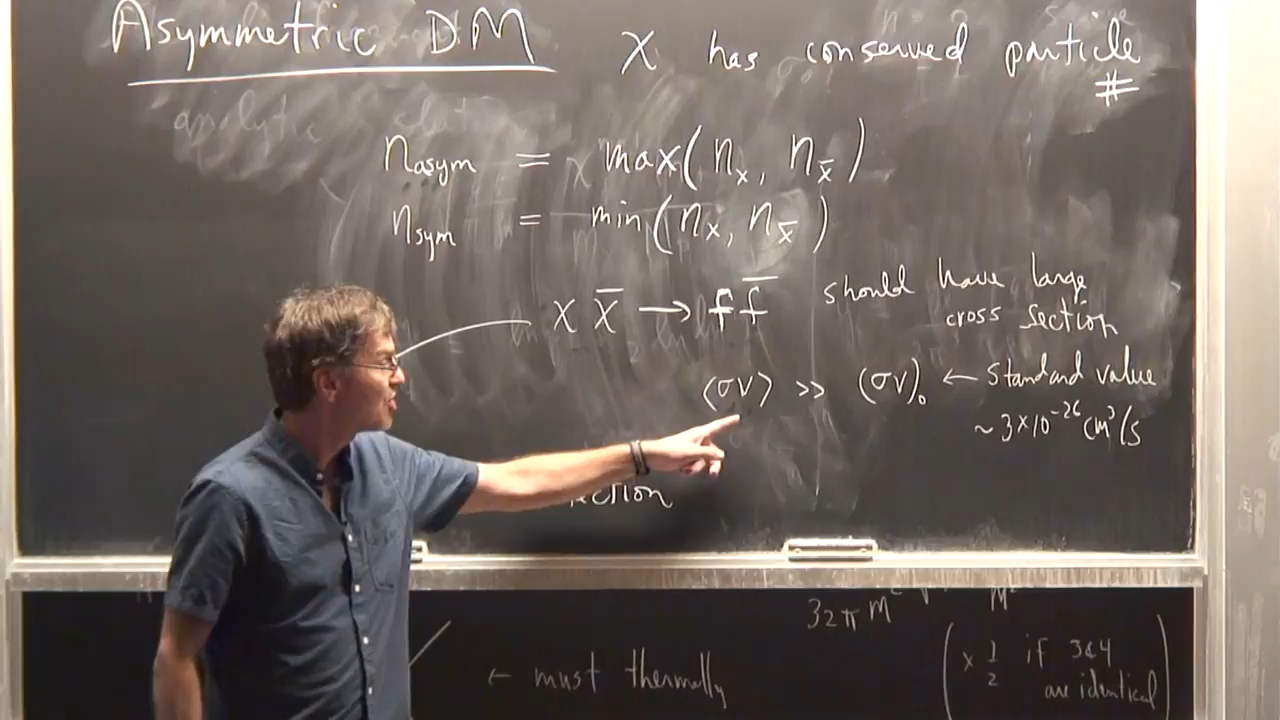 Asymmetric DM χ has conserved particle #
n_asym = max(n_χ, n_χ̄)
n_sym = min(n_χ, n_χ̄)
χ χ̄ → f f̄ should have large
cross section
⟨σv⟩ >> (σv)₀ ← standard value
~ 3×10⁻²⁶ cm³/s
ection
32πM² M²
← must thermally
(× 1/2 if 3&4
are identical)